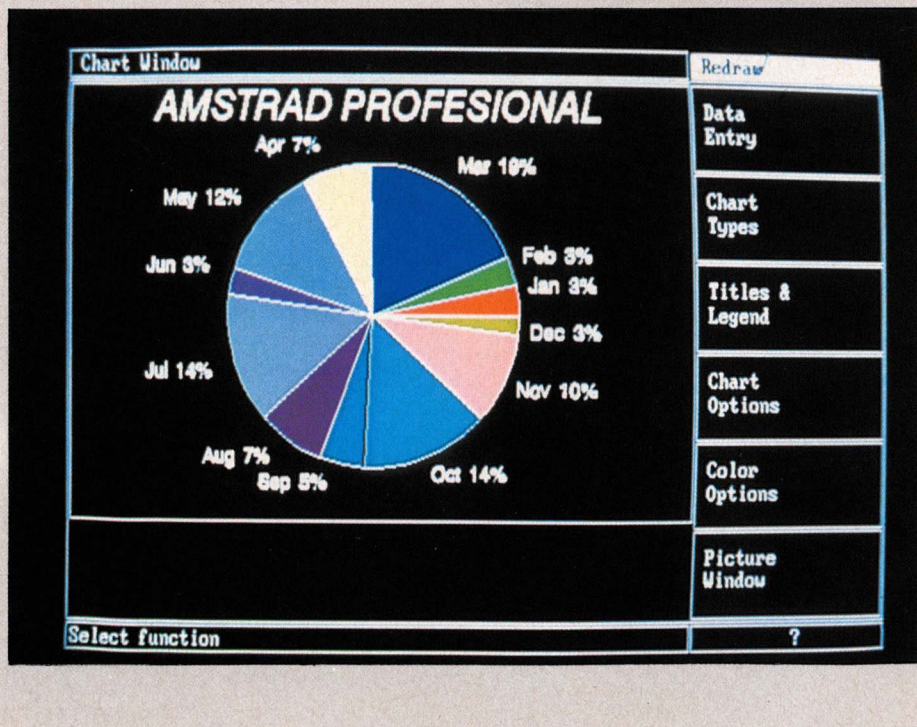 Chart Window
Redraw
AMSTRAD PROFESIONAL
Data
Entry
Apr 7%
Mar 19%
May 12%
Chart
Types
Jun 3%
Feb 3%
Jan 3%
Titles &
Legend
Dec 3%
Jul 14%
Nov 10%
Chart
Options
Aug 7%
Sep 5%
Oct 14%
Color
Options
Picture
Window
Select function
?